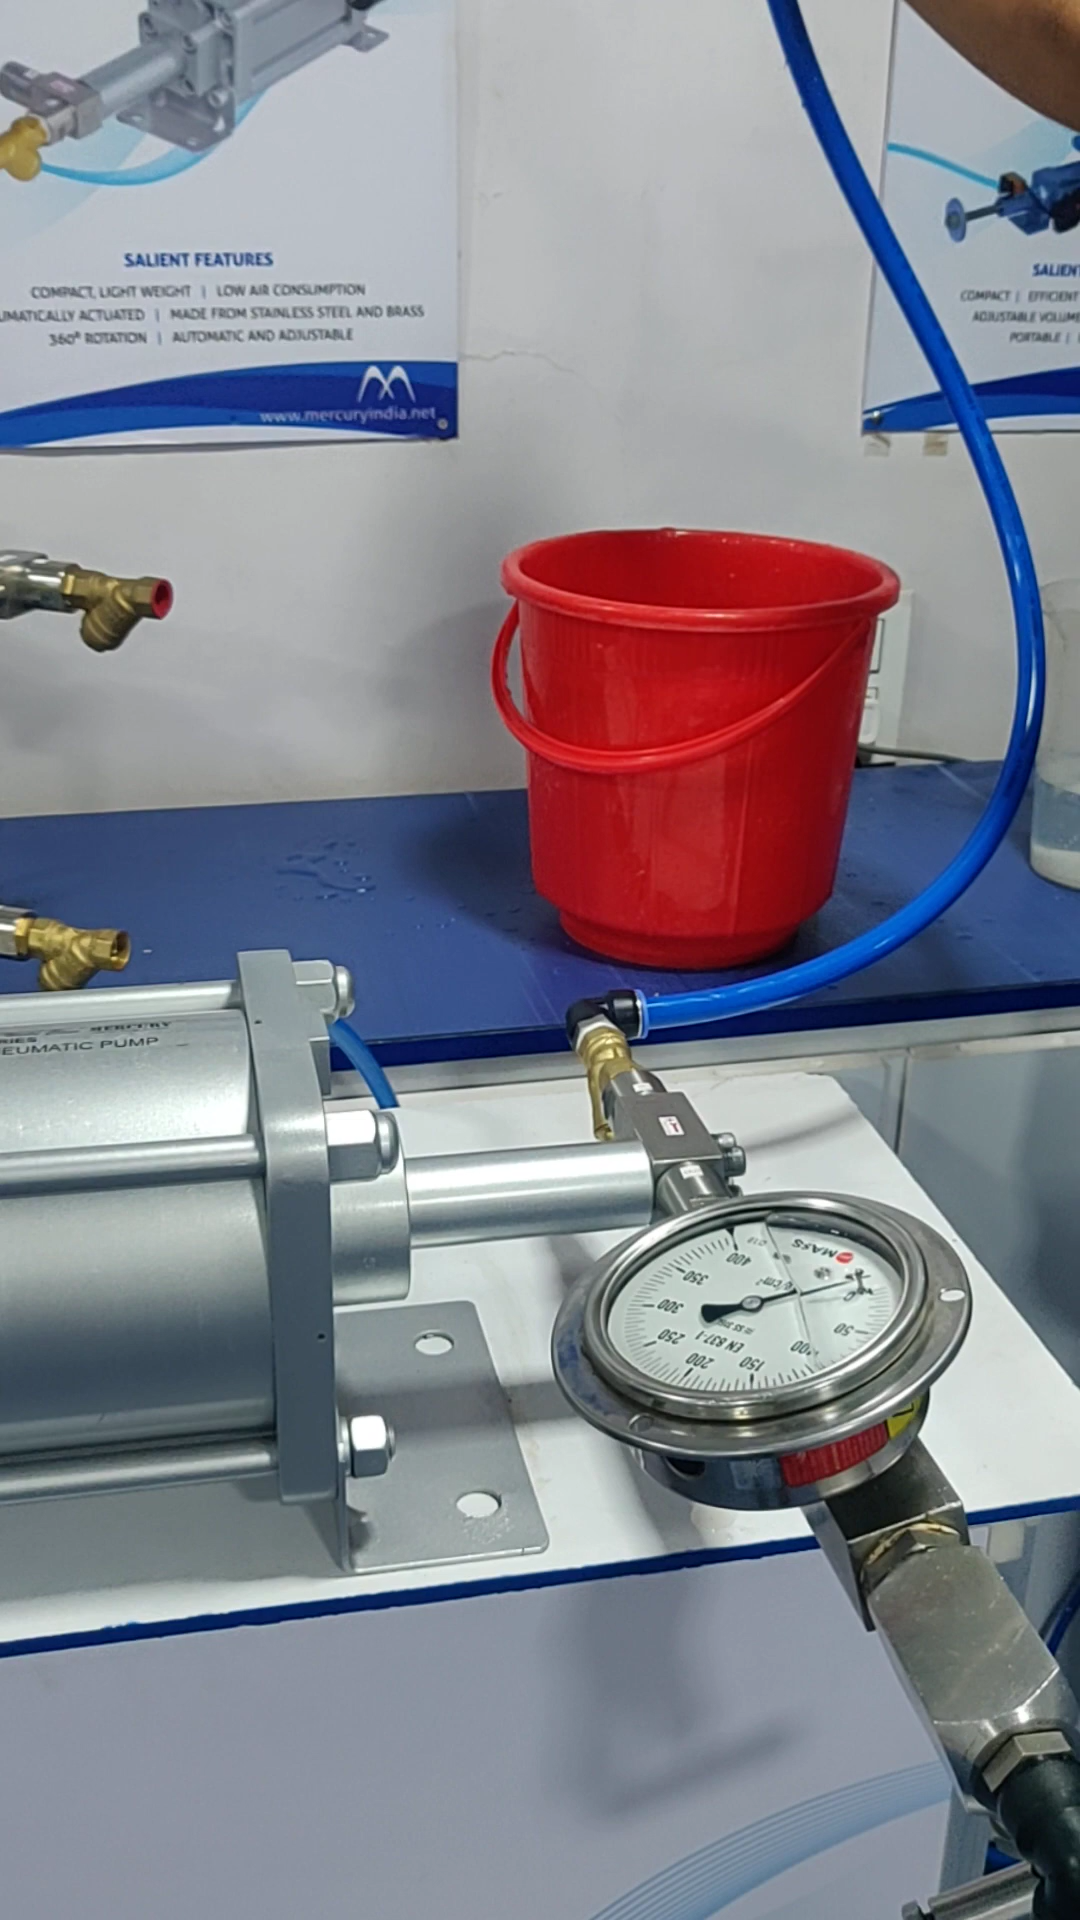 SALIENT FEATURES
COMPACT, LIGHT WEIGHT | LOW AIR CONSUMPTION
UMATICALLY ACTUATED | MADE FROM STAINLESS STEEL AND BRASS
360° ROTATION | AUTOMATIC AND ADJUSTABLE
www.mercuryindia.net
SALIENT
COMPACT | EFFICIENT
ADJUSTABLE VOLUME
PORTABLE |
RIES MERCURY
EUMATIC PUMP
MASS
400
350
300
250
200
150
50
EN 837-1